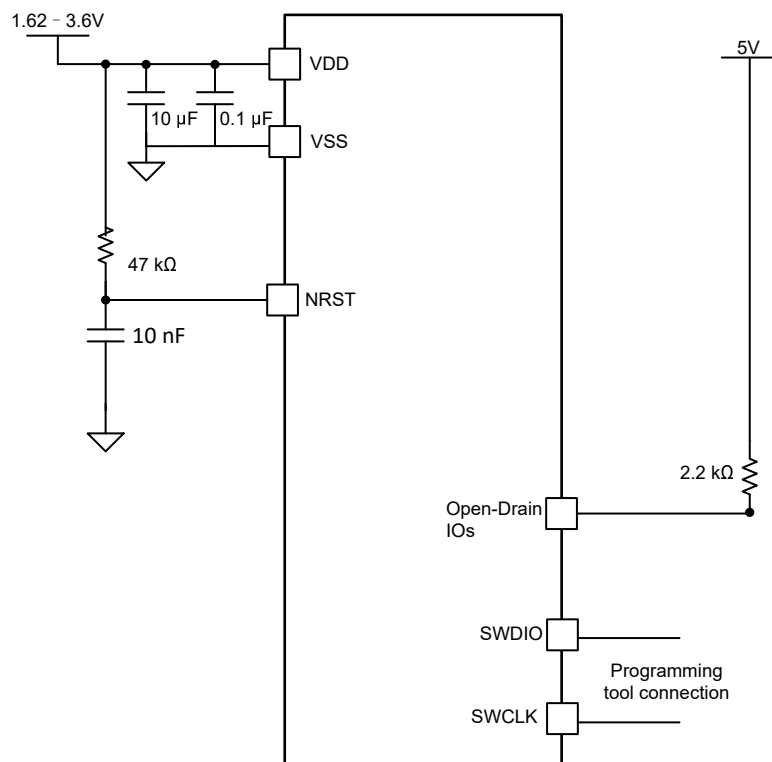 1.62 – 3.6V
5V
VDD
10 µF
0.1 µF
VSS
47 kΩ
NRST
10 nF
2.2 kΩ
Open-Drain
IOs
SWDIO
Programming
tool connection
SWCLK